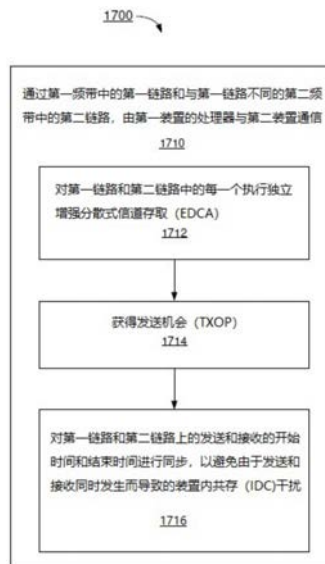 1700
通过第一频带中的第一链路和与第一链路不同的第二频
带中的第二链路，由第一装置的处理器与第二装置通信
1710
对第一链路和第二链路中的每一个执行独立
增强分散式信道存取（EDCA）
1712
获得发送机会（TXOP）
1714
对第一链路和第二链路上的发送和接收的开始
时间和结束时间进行同步，以避免由于发送和
接收同时发生而导致的装置内共存（IDC)干扰
1716